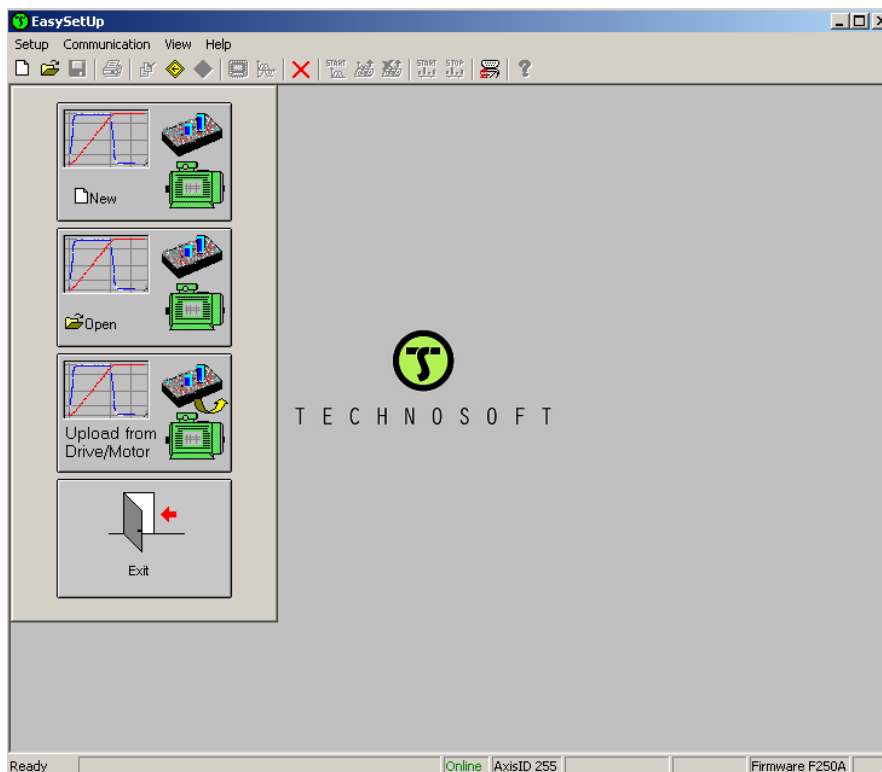 EasySetUp
Setup Communication View Help
START START STOP
New
Open
Upload from
Drive/Motor
Exit
TECHNOSOFT
Ready Online AxisID 255 Firmware F250A